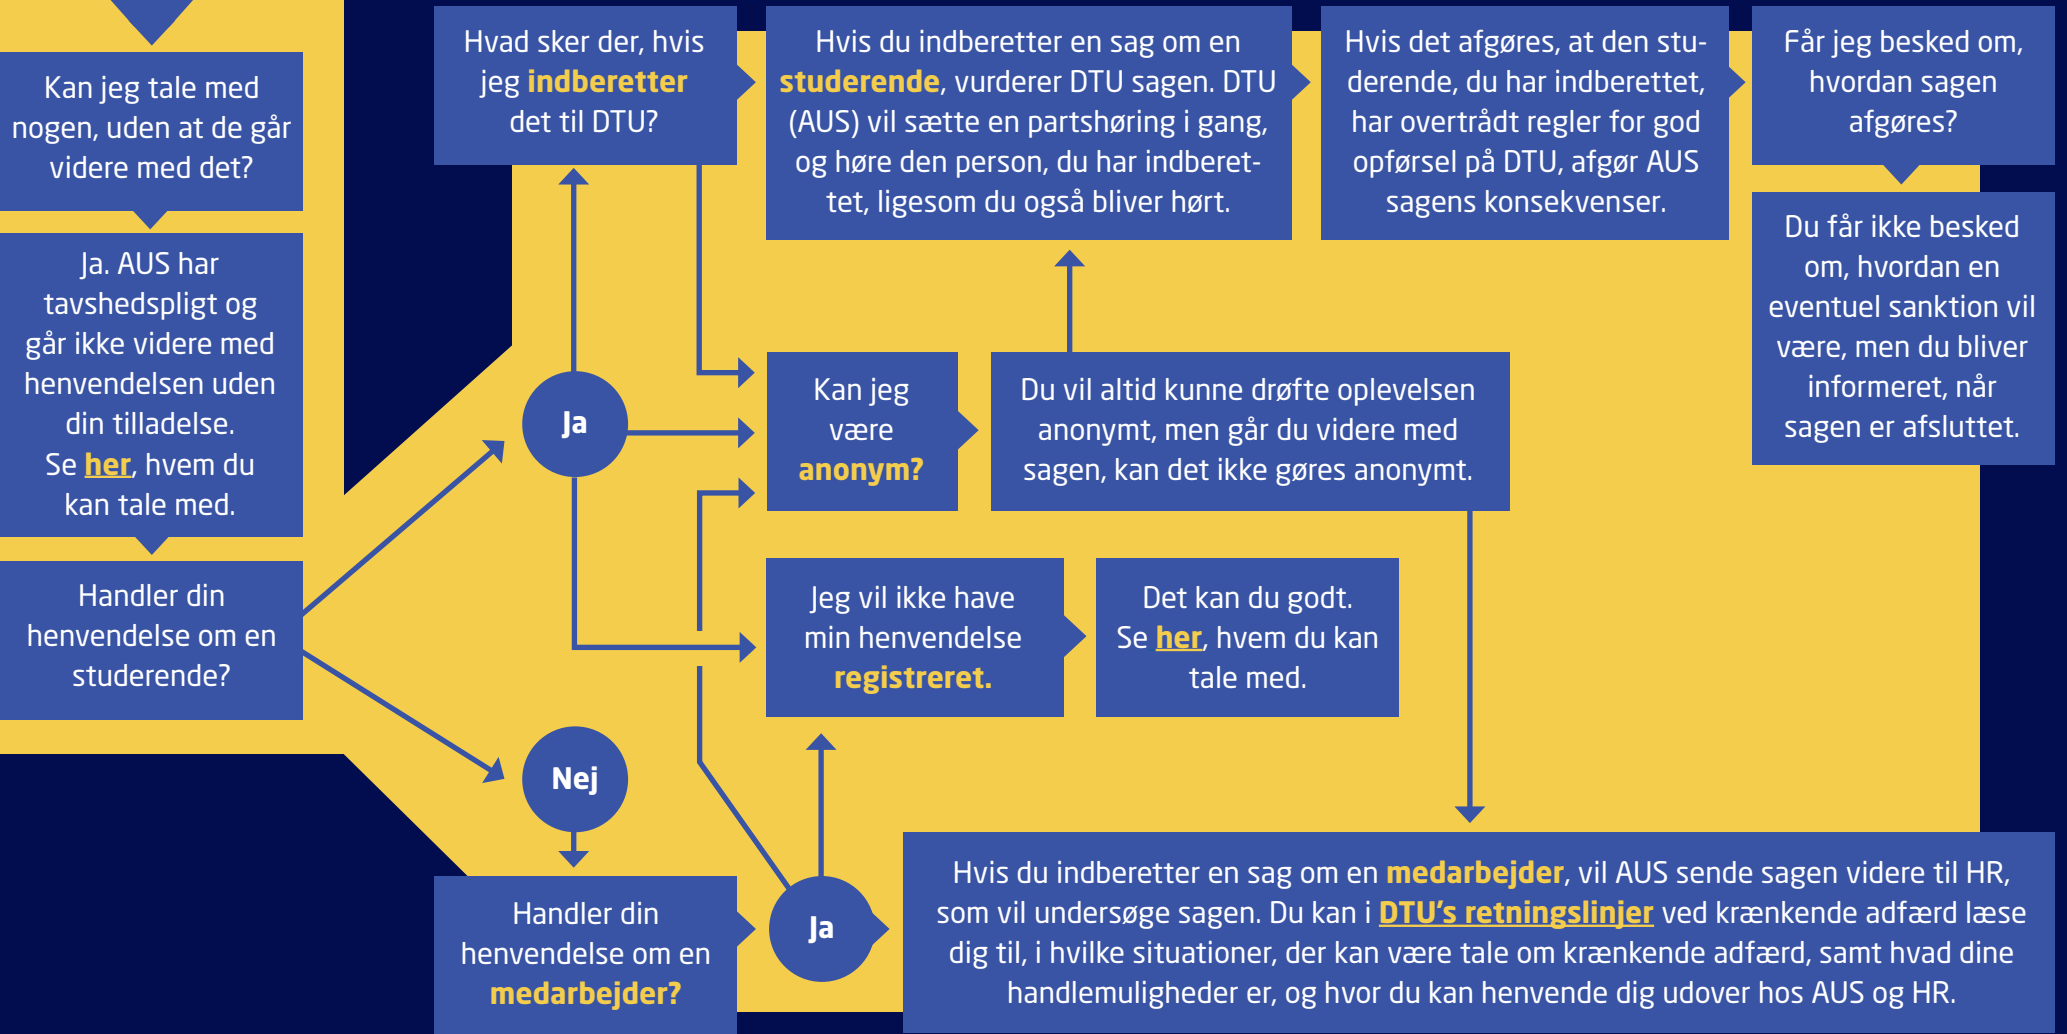 Kan jeg tale med
nogen, uden at de går
videre med det?
Ja. AUS har
tavshedspligt og
går ikke videre med
henvendelsen uden
din tilladelse.
Se her, hvem du
kan tale med.
Handler din
henvendelse om en
studerende?
Ja
Nej
Hvad sker der, hvis
jeg indberetter
det til DTU?
Hvis du indberetter en sag om en
studerende, vurderer DTU sagen. DTU
(AUS) vil sætte en partshøring i gang,
og høre den person, du har indberet-
tet, ligesom du også bliver hørt.
Hvis det afgøres, at den stu-
derende, du har indberettet,
har overtrådt regler for god
opførsel på DTU, afgør AUS
sagens konsekvenser.
Får jeg besked om,
hvordan sagen
afgøres?
Du får ikke besked
om, hvordan en
eventuel sanktion vil
være, men du bliver
informeret, når
sagen er afsluttet.
Kan jeg
være
anonym?
Du vil altid kunne drøfte oplevelsen
anonymt, men går du videre med
sagen, kan det ikke gøres anonymt.
Jeg vil ikke have
min henvendelse
registreret.
Det kan du godt.
Se her, hvem du kan
tale med.
Handler din
henvendelse om en
medarbejder?
Ja
Hvis du indberetter en sag om en medarbejder, vil AUS sende sagen videre til HR,
som vil undersøge sagen. Du kan i DTU's retningslinjer ved krænkende adfærd læse
dig til, i hvilke situationer, der kan være tale om krænkende adfærd, samt hvad dine
handlemuligheder er, og hvor du kan henvende dig udover hos AUS og HR.